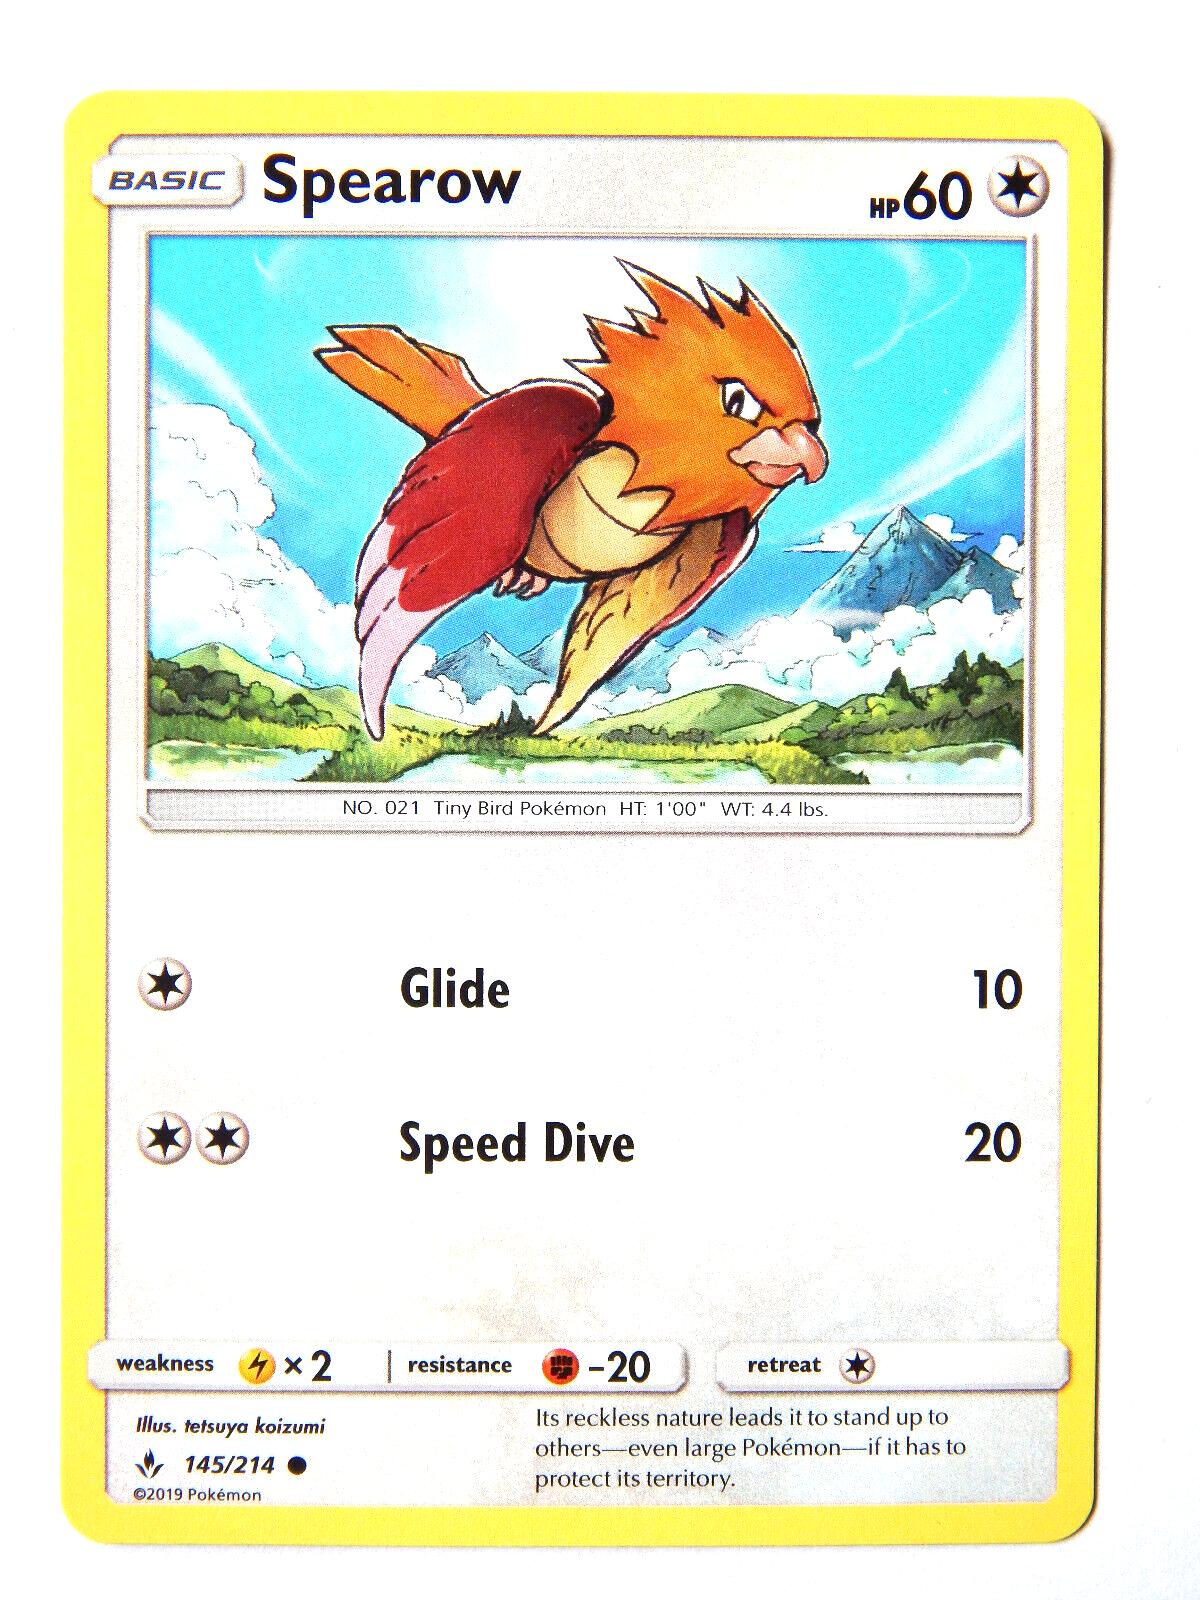 BASIC Spearow HP60
NO. 021 Tiny Bird Pokémon HT: 1'00" WT: 4.4 lbs.
Glide 10
Speed Dive 20
weakness ×2 | resistance -20 retreat
Illus. tetsuya koizumi
145/214
©2019 Pokémon
Its reckless nature leads it to stand up to
others—even large Pokémon—if it has to
protect its territory.